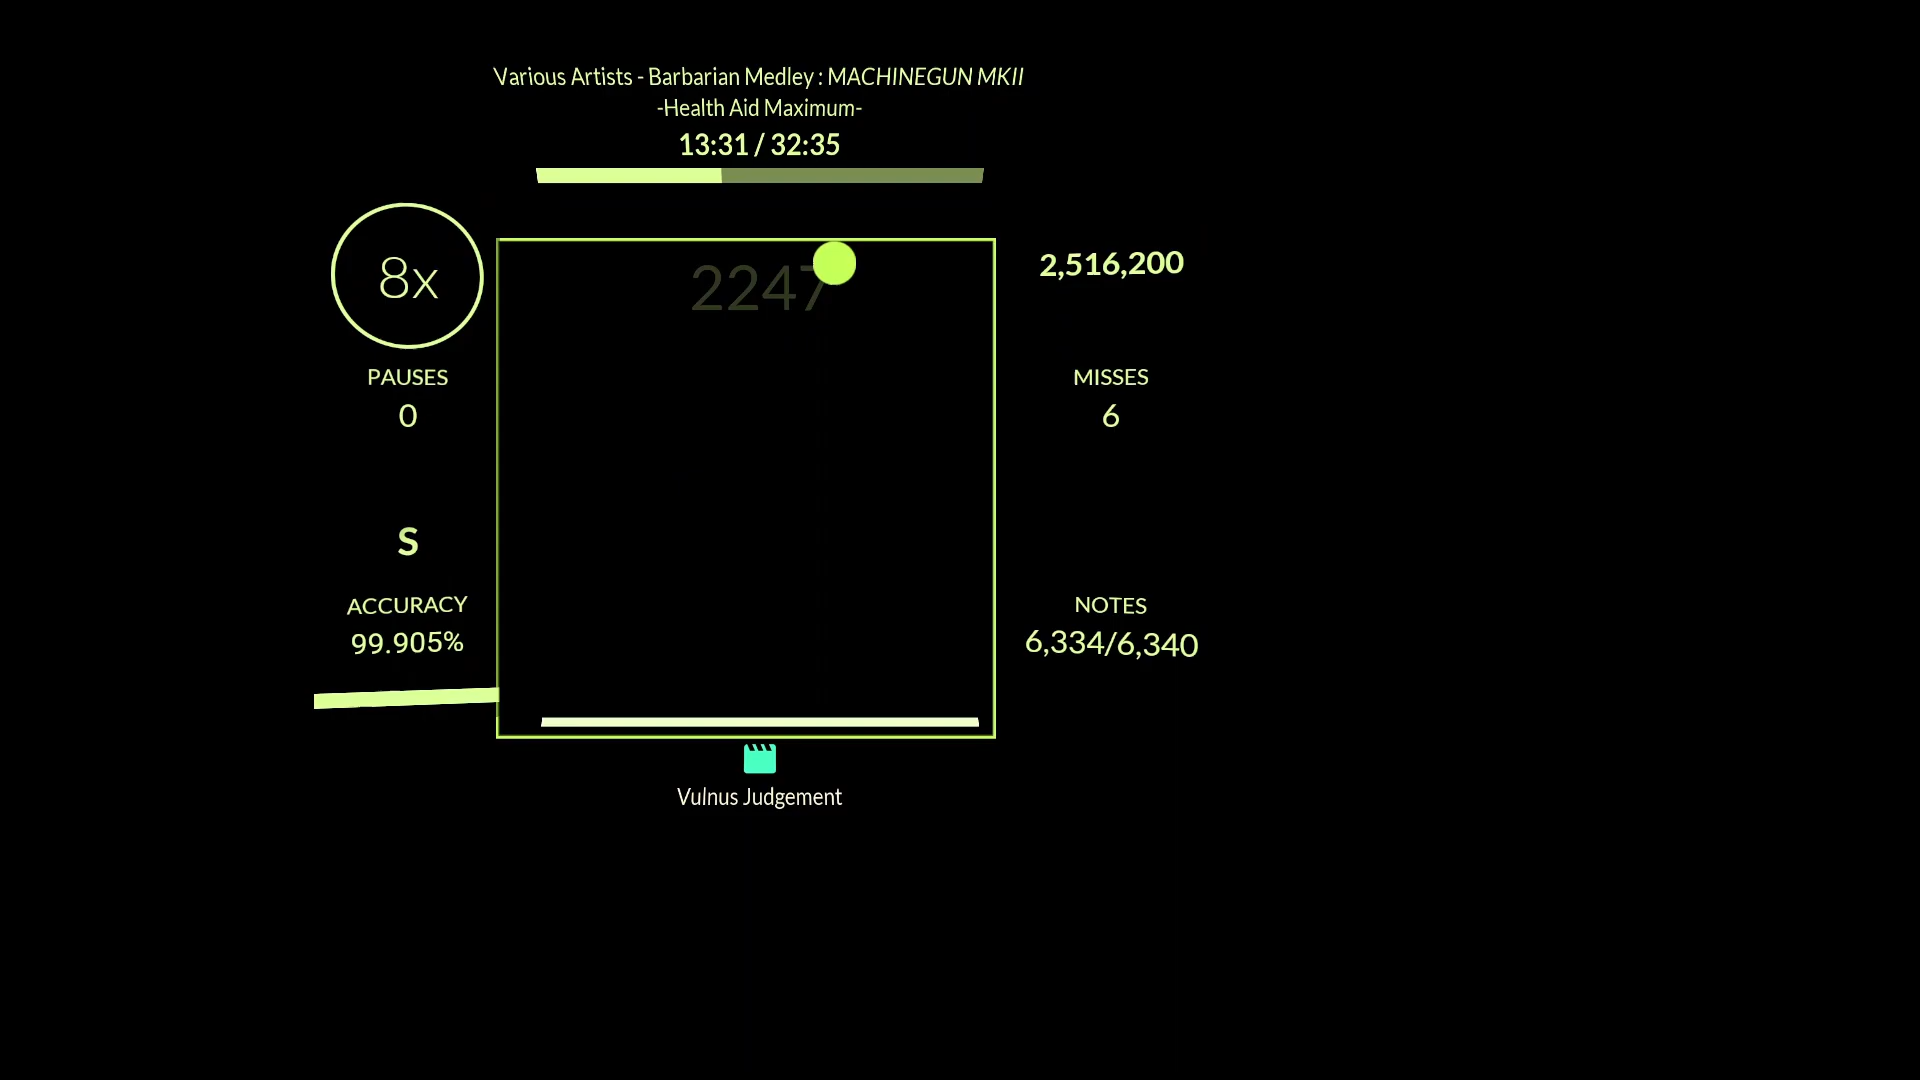 Various Artists - Barbarian Medley : MACHINEGUN MKII
-Health Aid Maximum-
13:31 / 32:35
8x
2247
2,516,200
PAUSES
0
MISSES
6
S
ACCURACY
99.905%
NOTES
6,334/6,340
Vulnus Judgement